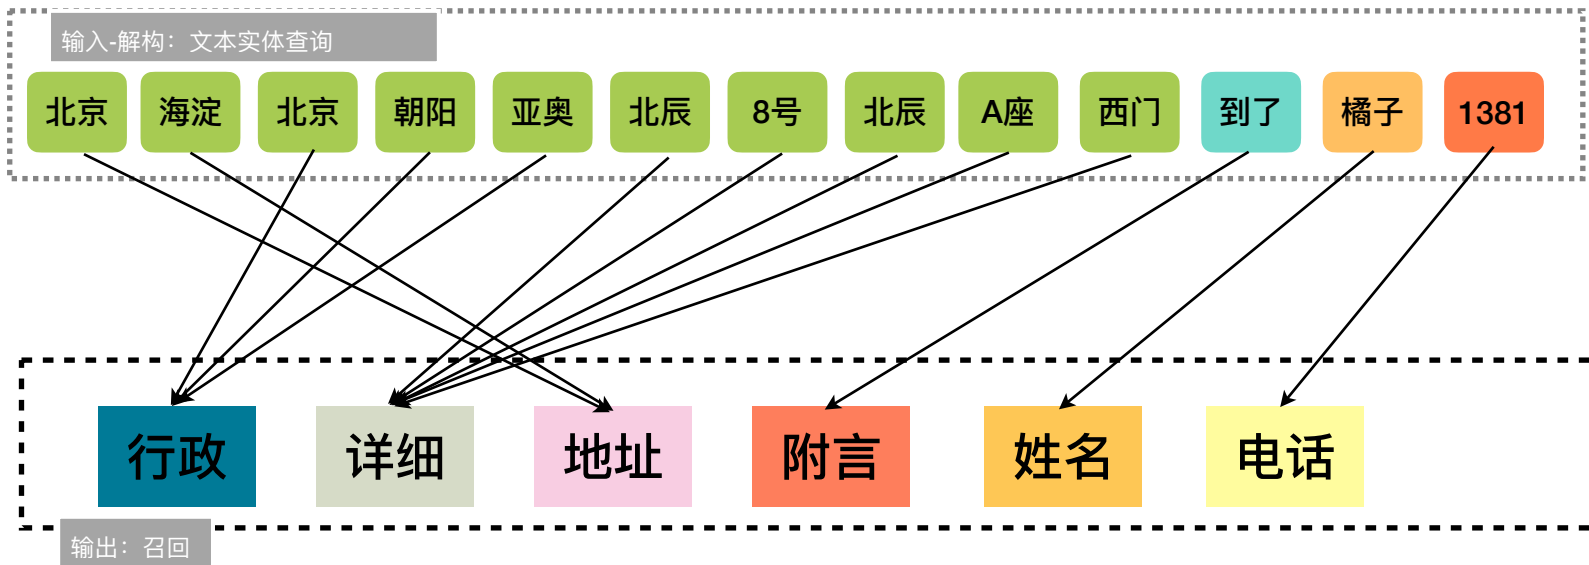 输入-解构：文本实体查询
北京 海淀 北京 朝阳 亚奥 北辰 8号 北辰 A座 西门 到了 橘子 1381
行政 详细 地址 附言 姓名 电话
输出：召回